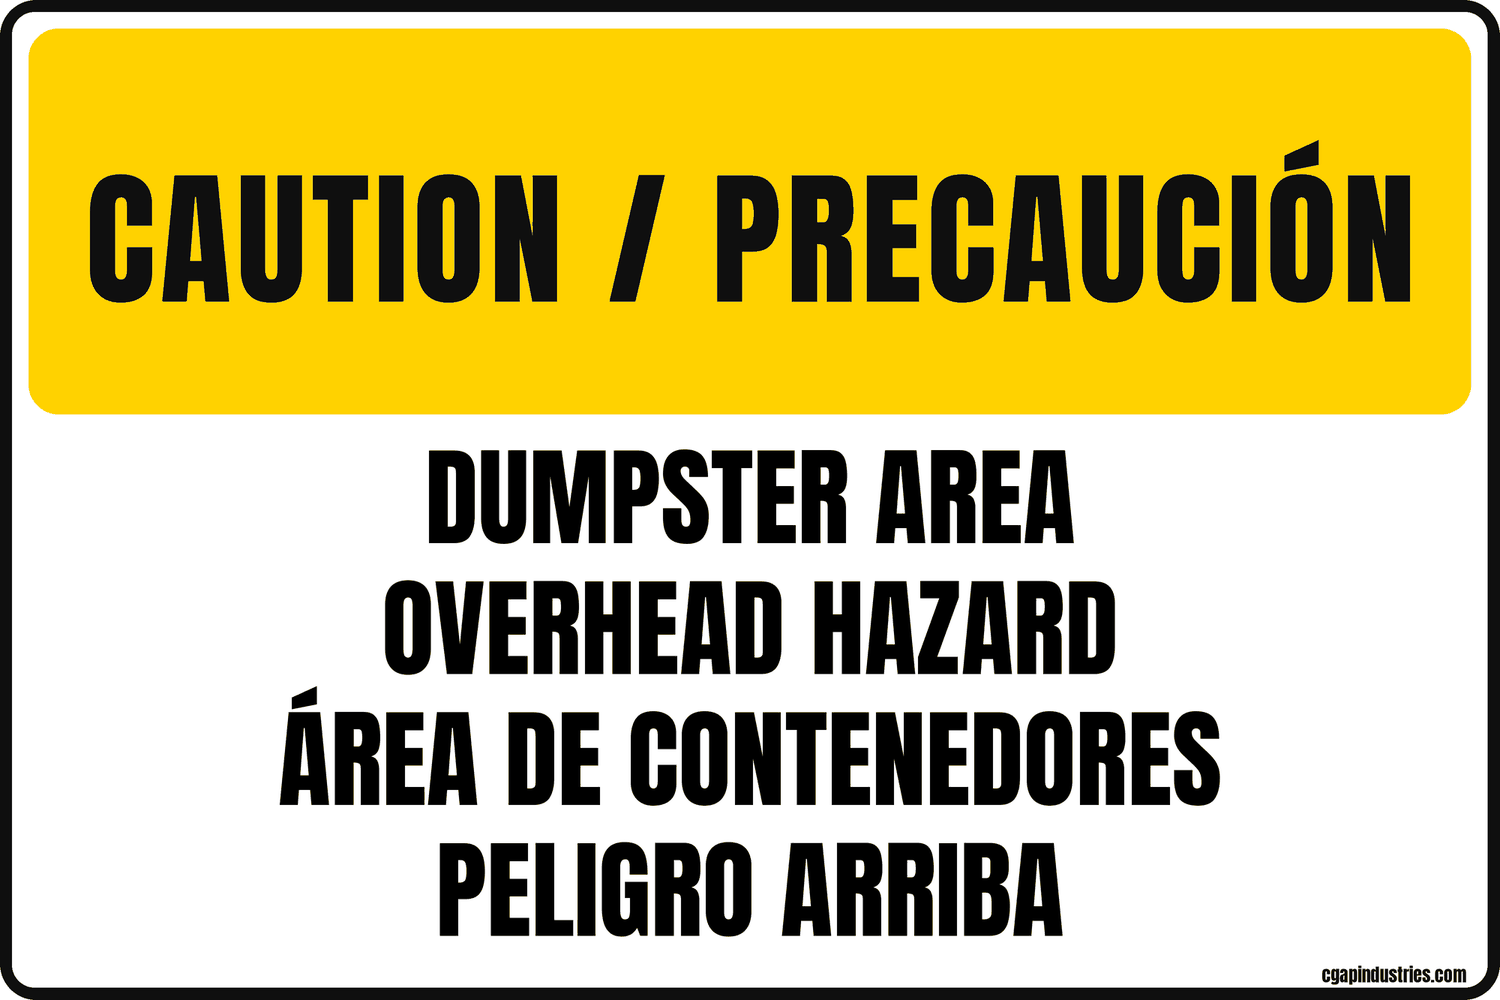 CAUTION / PRECAUCIÓN
DUMPSTER AREA
OVERHEAD HAZARD
ÁREA DE CONTENEDORES
PELIGRO ARRIBA
cgapindustries.com